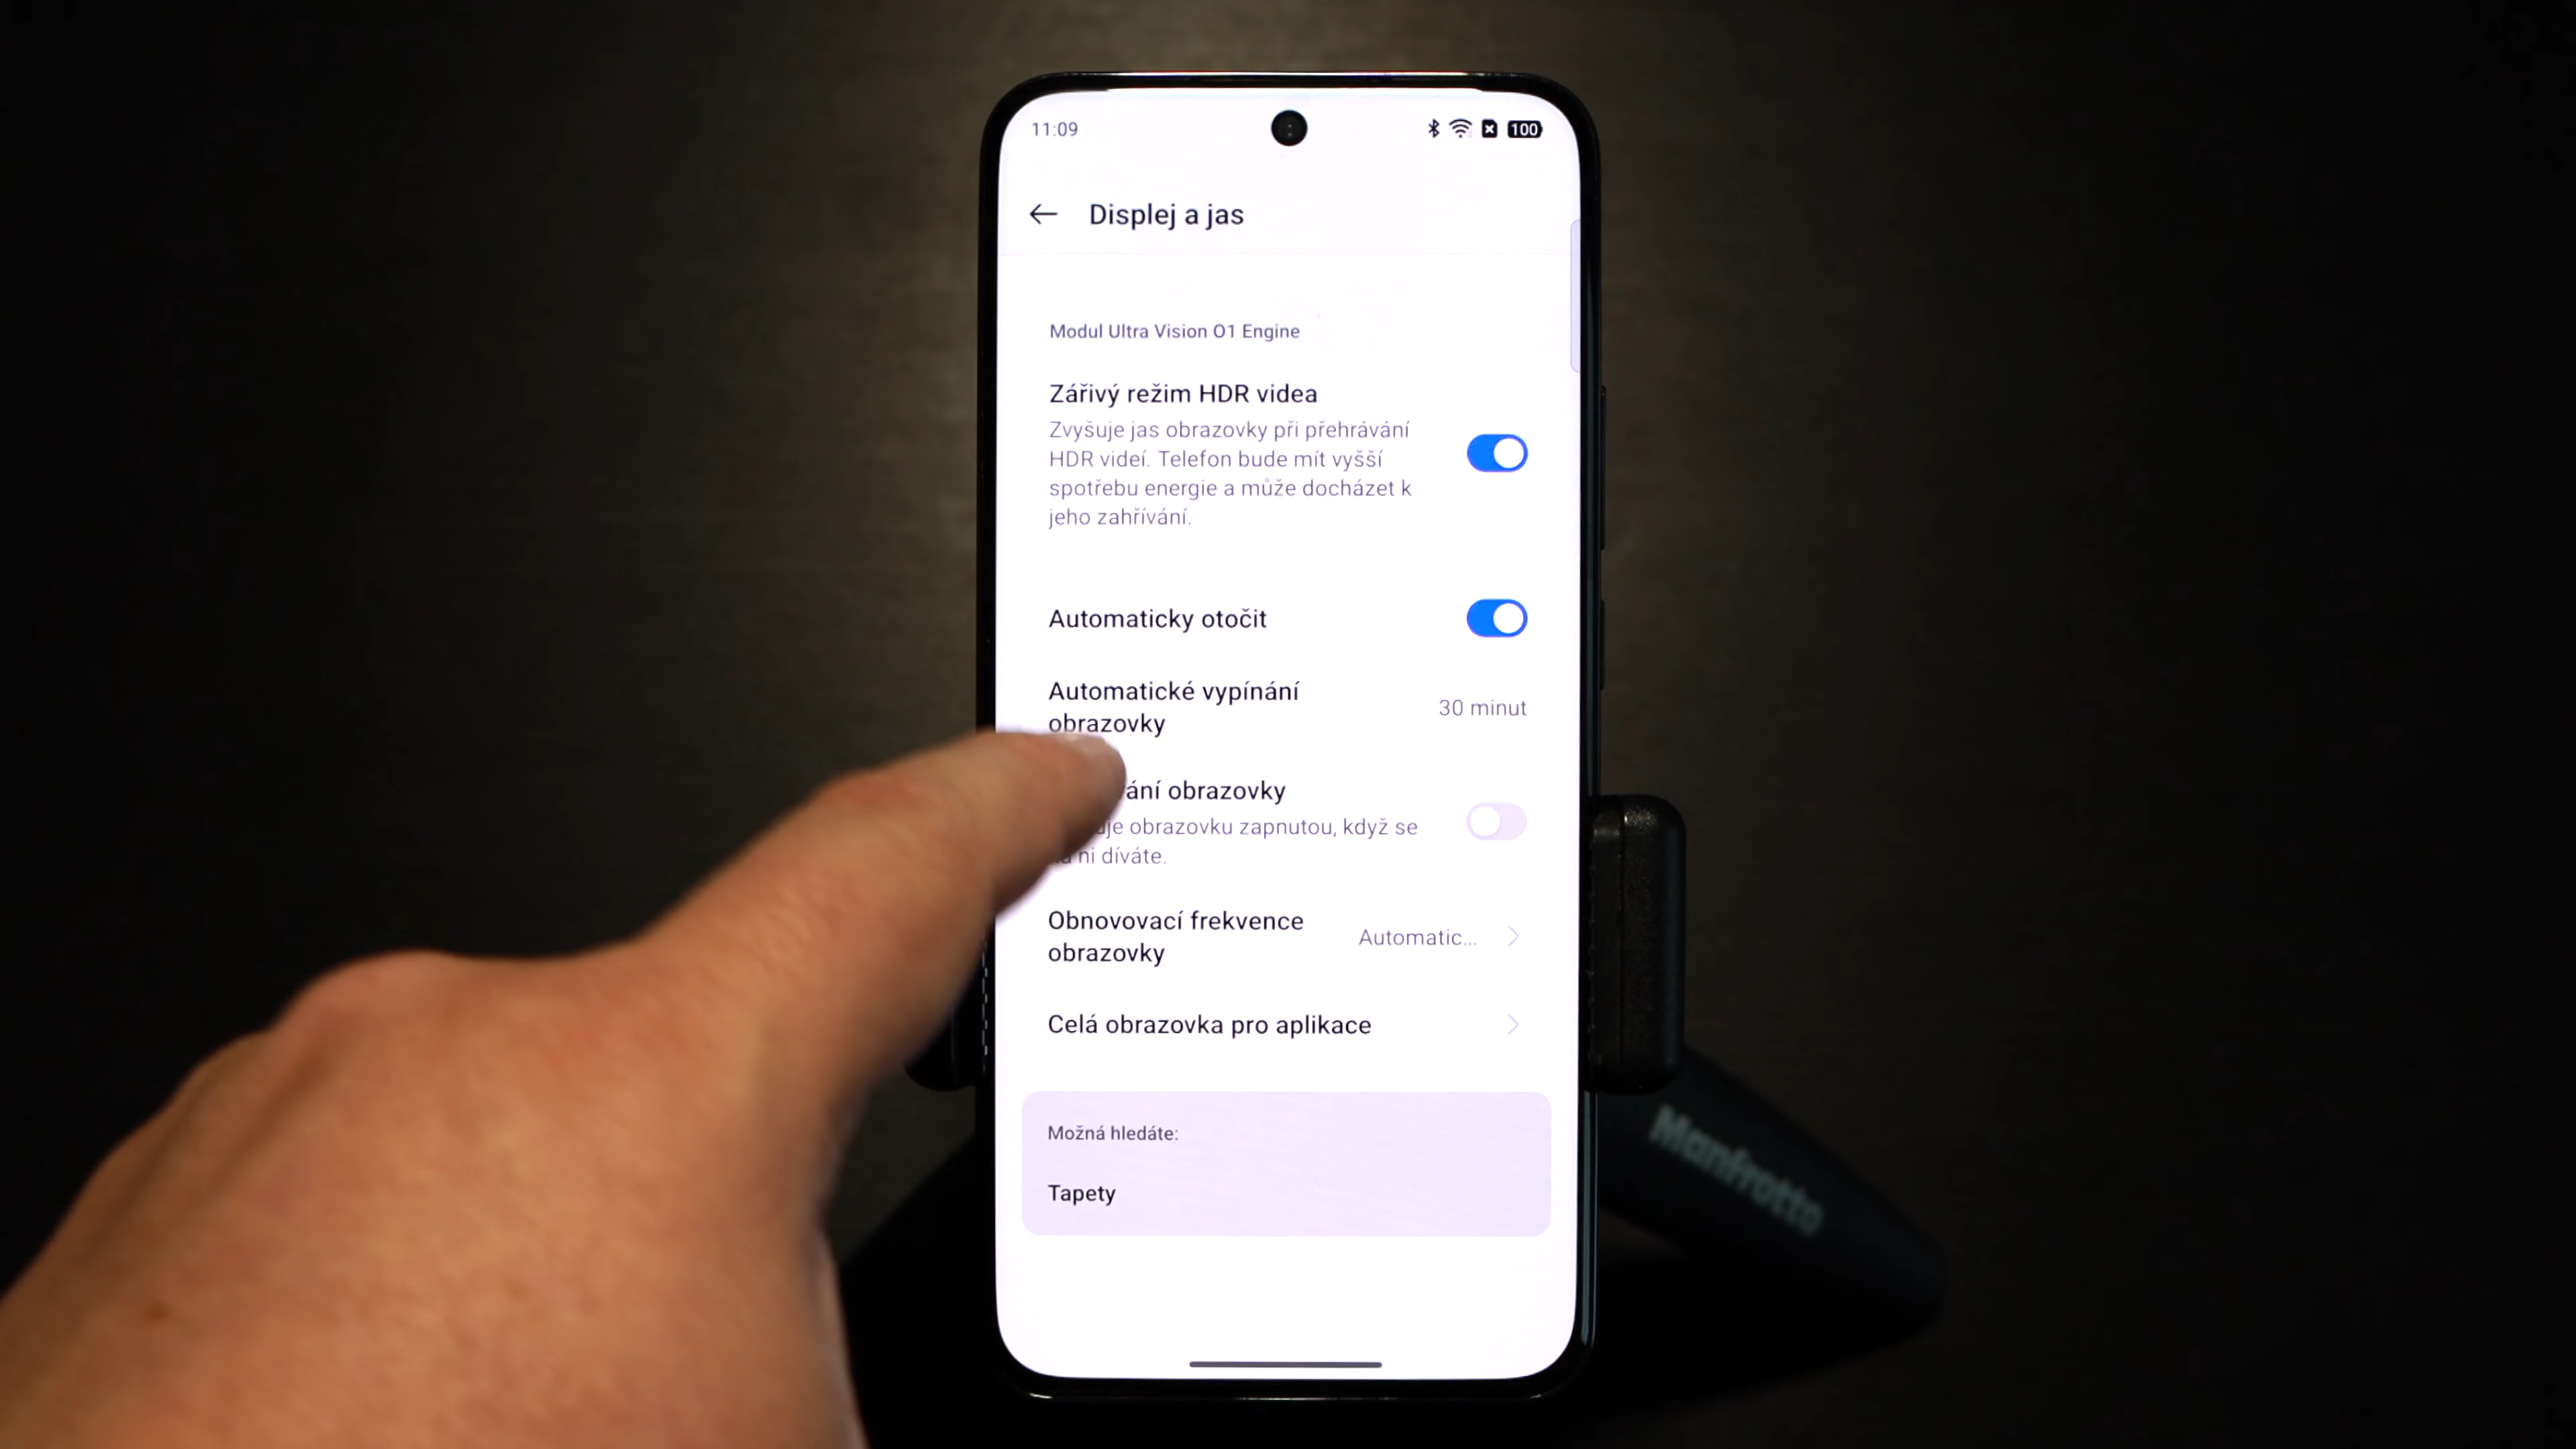 11:09
100
Displej a jas
Modul Ultra Vision O1 Engine
Zářivý režim HDR videa
Zvyšuje jas obrazovky při přehrávání
HDR videí. Telefon bude mít vyšší
spotřebu energie a může docházet k
jeho zahřívání.
Automaticky otočit
Automatické vypínání
obrazovky
30 minut
obrazovky
obrazovku zapnutou, když se
ni díváte.
Obnovovací frekvence
obrazovky
Automatic...
Celá obrazovka pro aplikace
Možná hledáte:
Tapety
Manfrotto